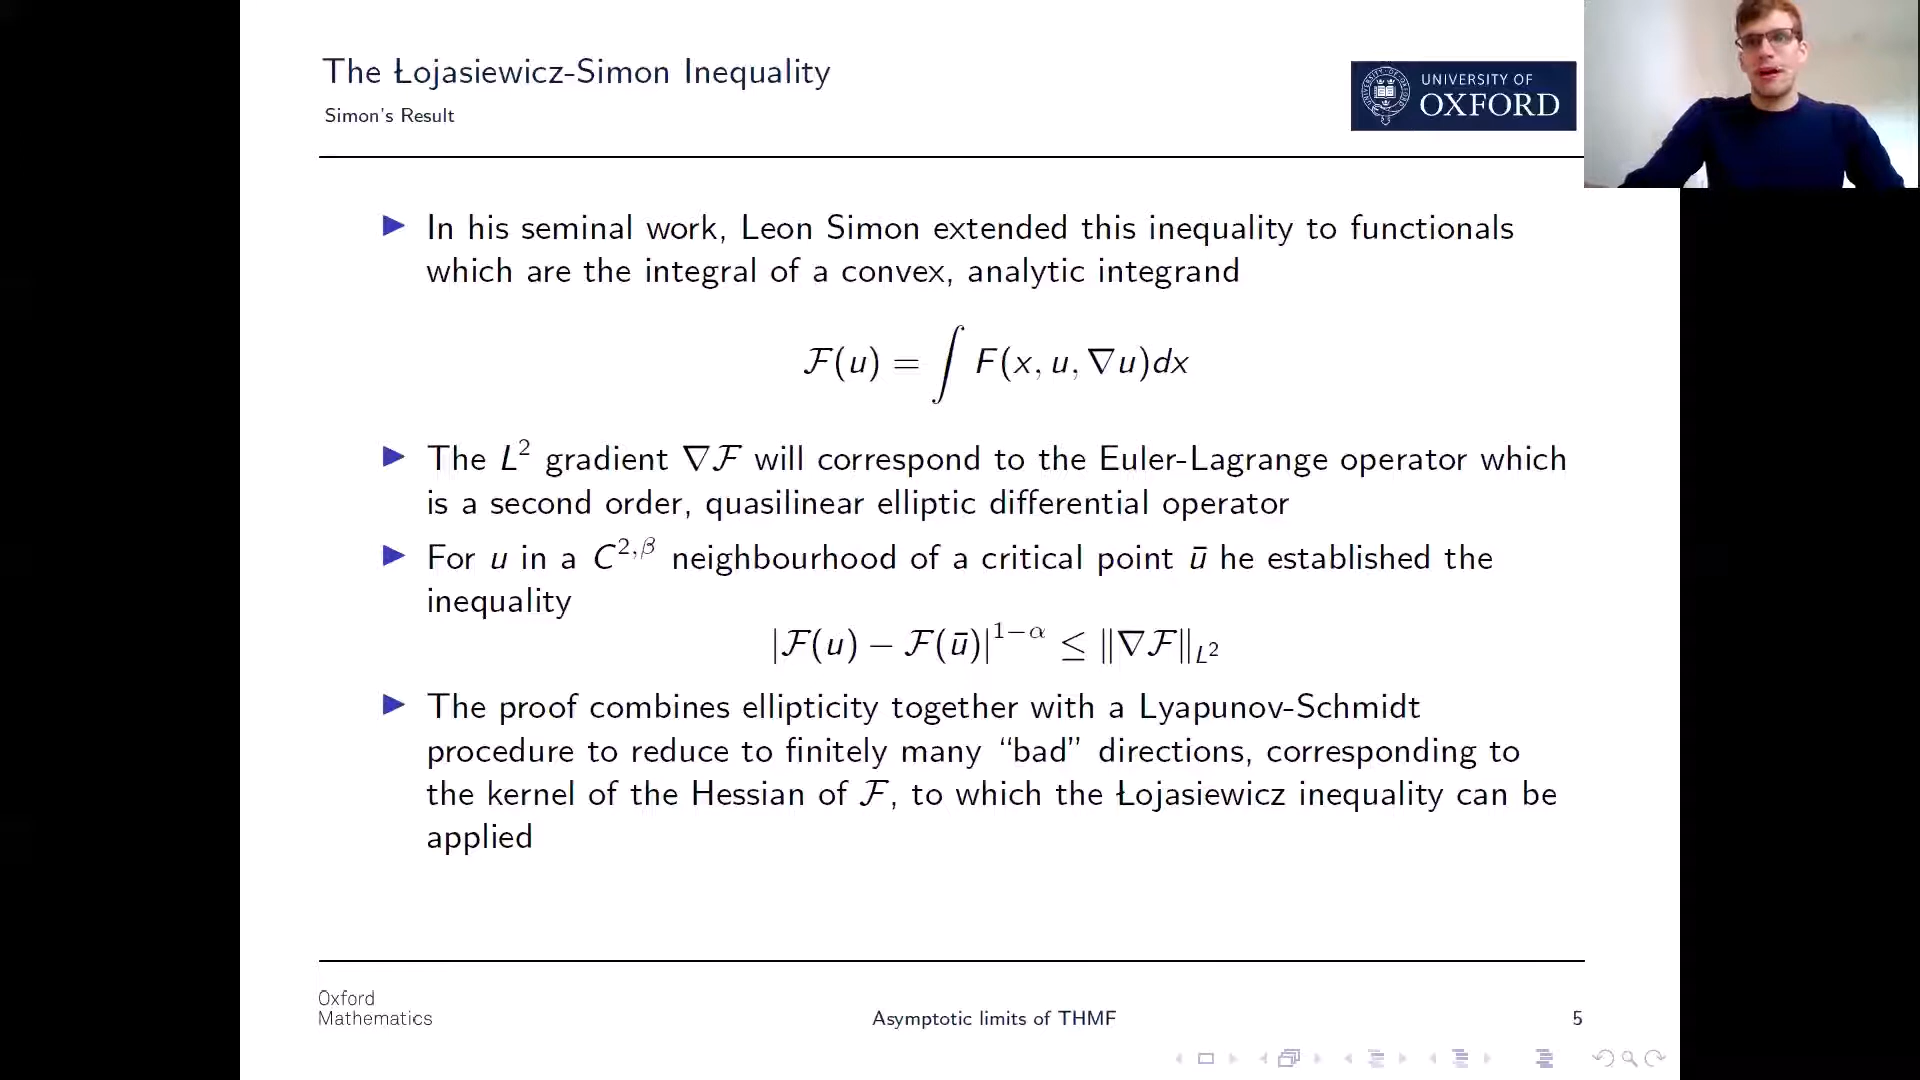 The Łojasiewicz-Simon Inequality
Simon's Result
UNIVERSITY OF
OXFORD
▶ In his seminal work, Leon Simon extended this inequality to functionals
which are the integral of a convex, analytic integrand
ℱ(u) = ∫ F(x, u, ∇u)dx
▶ The L² gradient ∇ℱ will correspond to the Euler-Lagrange operator which
is a second order, quasilinear elliptic differential operator
▶ For u in a C^{2,β} neighbourhood of a critical point ū he established the
inequality
|ℱ(u) − ℱ(ū)|^{1−α} ≤ ‖∇ℱ‖_{L²}
▶ The proof combines ellipticity together with a Lyapunov-Schmidt
procedure to reduce to finitely many “bad” directions, corresponding to
the kernel of the Hessian of ℱ, to which the Łojasiewicz inequality can be
applied
Oxford
Mathematics
Asymptotic limits of THMF
5